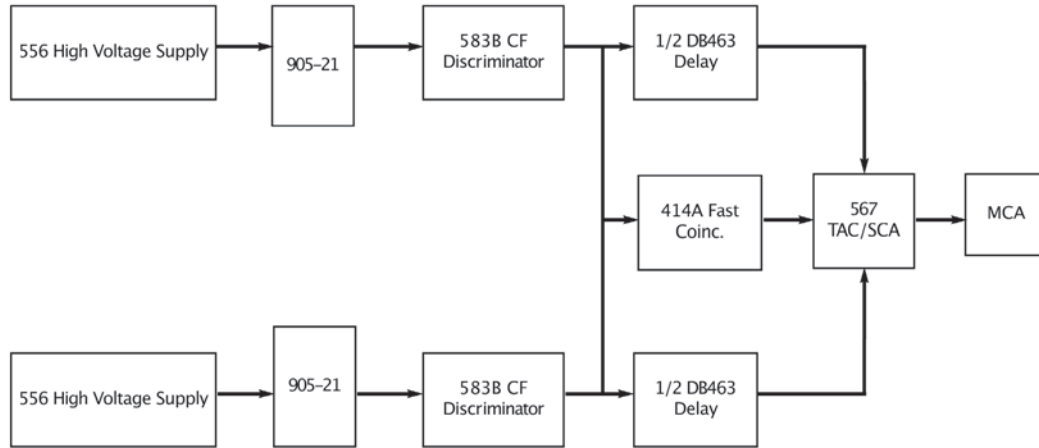 556 High Voltage Supply
905–21
583B CF
Discriminator
1/2 DB463
Delay
414A Fast
Coinc.
567
TAC/SCA
MCA
556 High Voltage Supply
905–21
583B CF
Discriminator
1/2 DB463
Delay